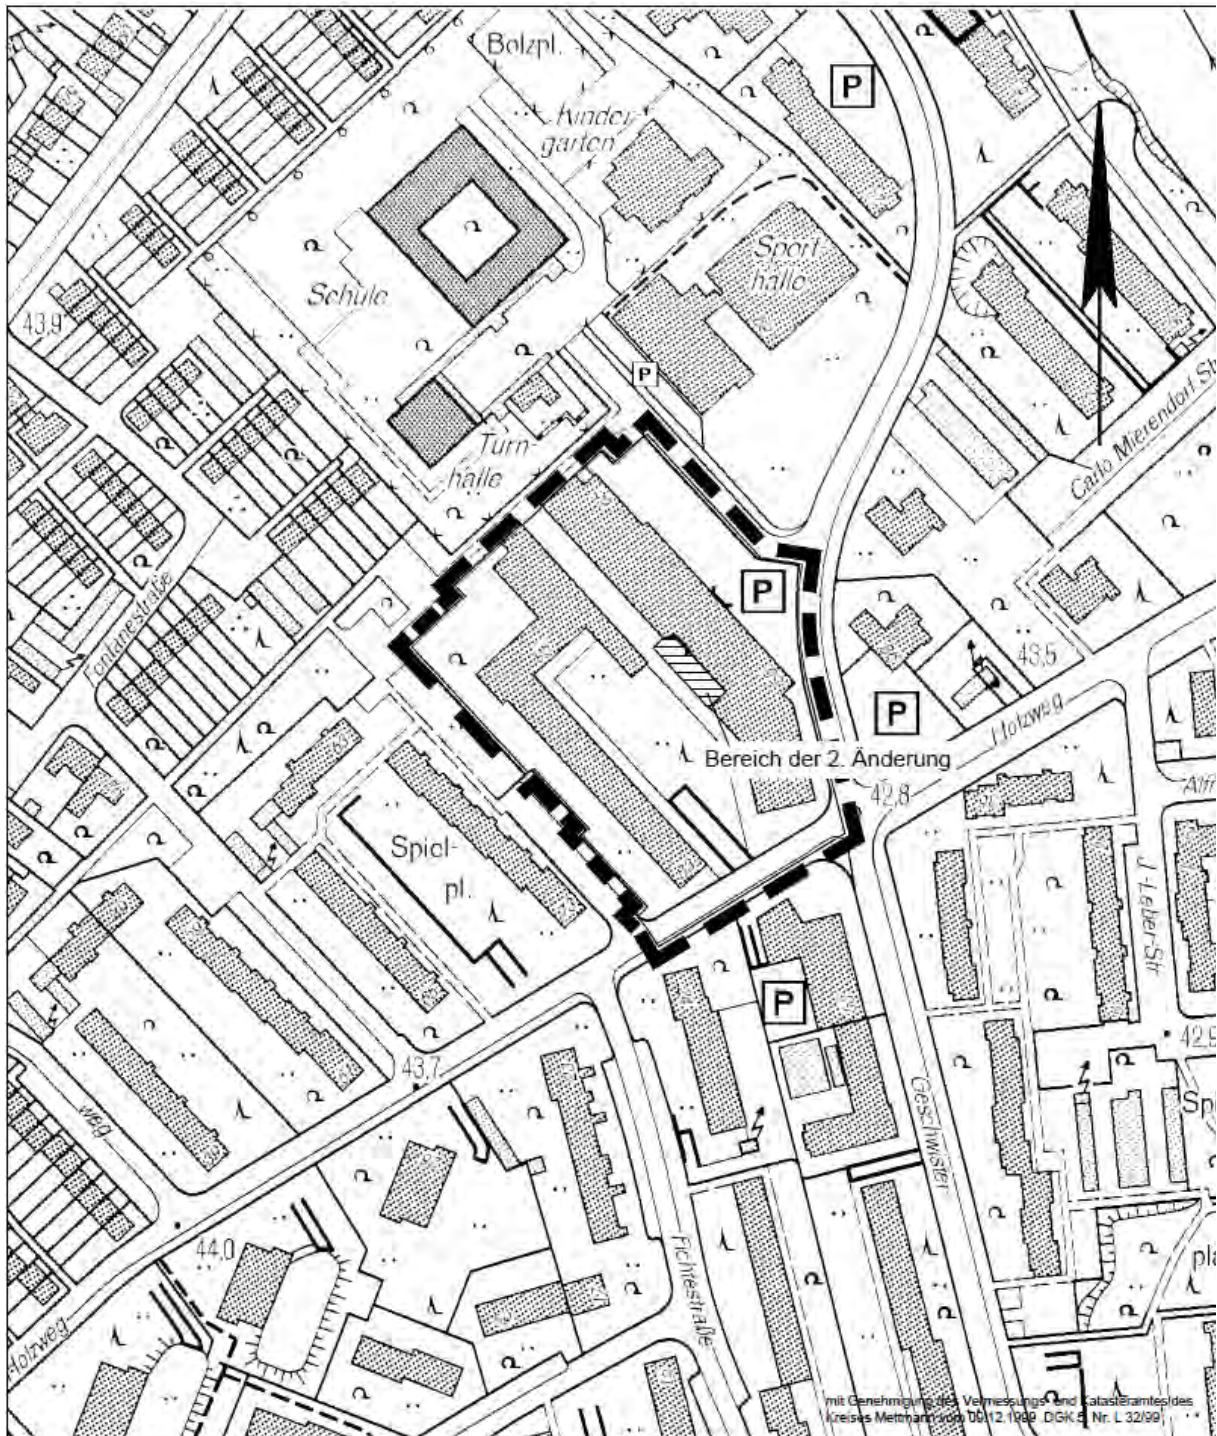 Bolzpl.
P
Kinder
garten
Sport
halle
Schule
43,9
P
Carlo Mierendorf Str
Turn-
halle
Fontanestraße
P
43,5
P
Holzweg
Bereich der 2. Änderung
42,8
63
Spiel-
pl.
J.-Leber-Str
P
42,9
43,7
weg
Geschwister
44,0
Fichtestraße
Holzweg
mit Genehmigung des Vermessungs- und Katasteramtes des
Kreises Mettmann vom 09.12.1999 DGK 5, Nr. L 32/99